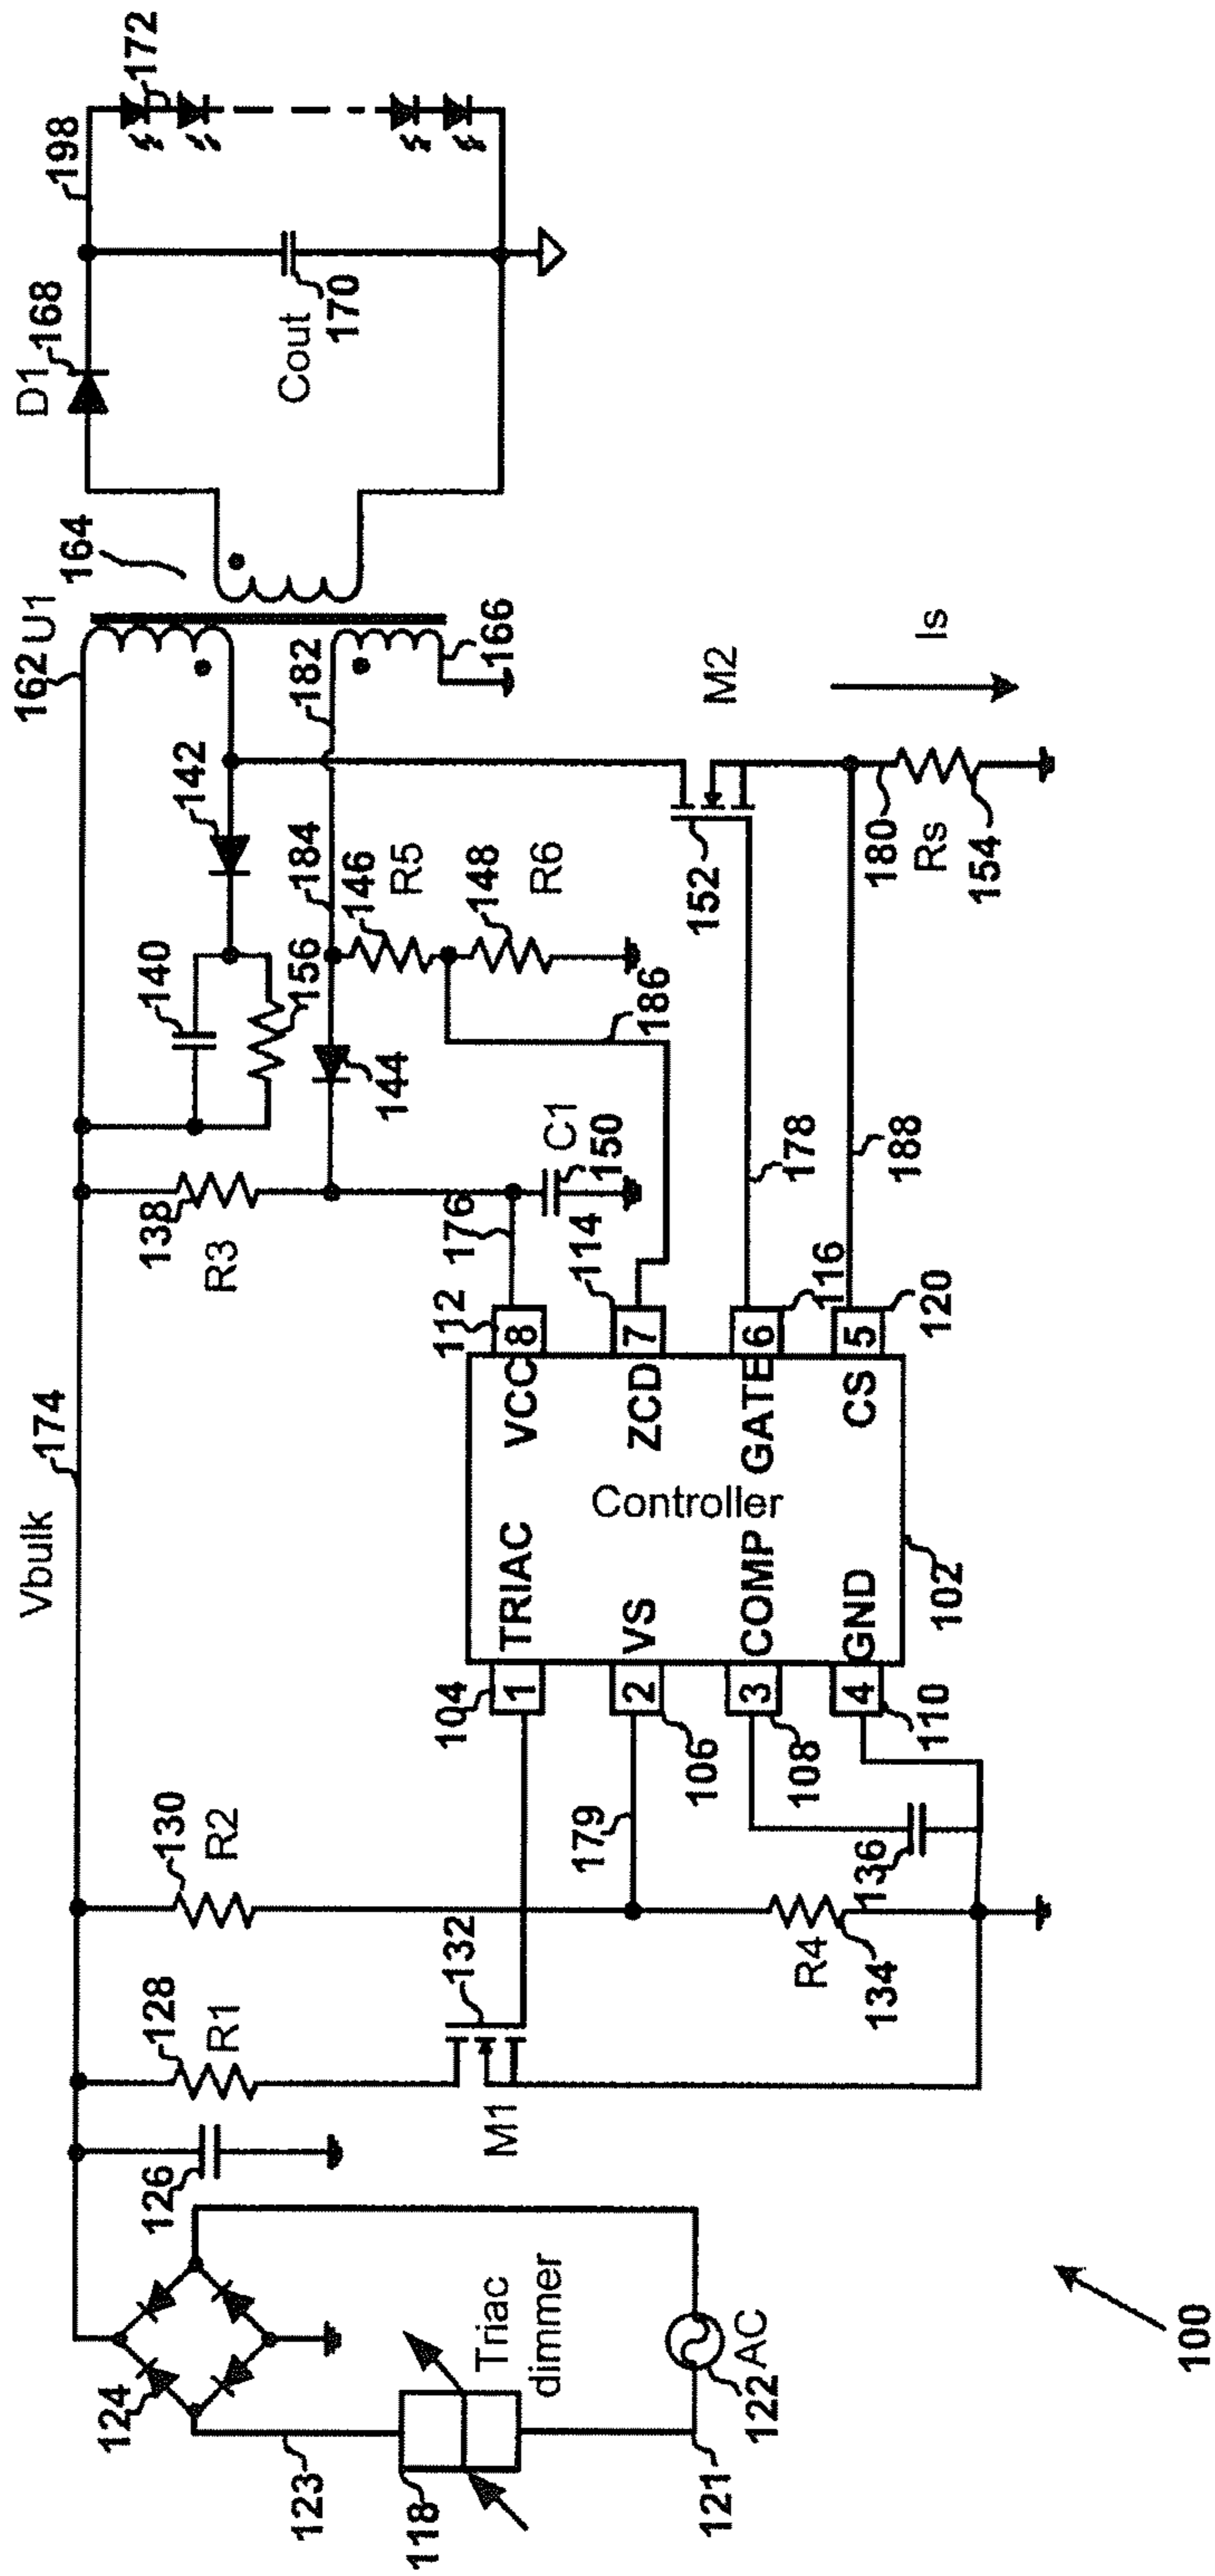 Vbulk
174
162
U1
164
D1
168
198
172
124
126
128
R1
130
R2
138
R3
140
156
142
182
184
166
Cout
170
123
118
Triac
dimmer
M1
132
104
1
TRIAC
VCC
8
112
176
C1
150
144
146
R5
148
R6
179
2
VS
106
Controller
ZCD
7
114
186
M2
152
Is
122
AC
121
R4
134
136
3
COMP
108
GATE
6
116
178
4
GND
110
CS
5
120
188
180
Rs
154
102
100